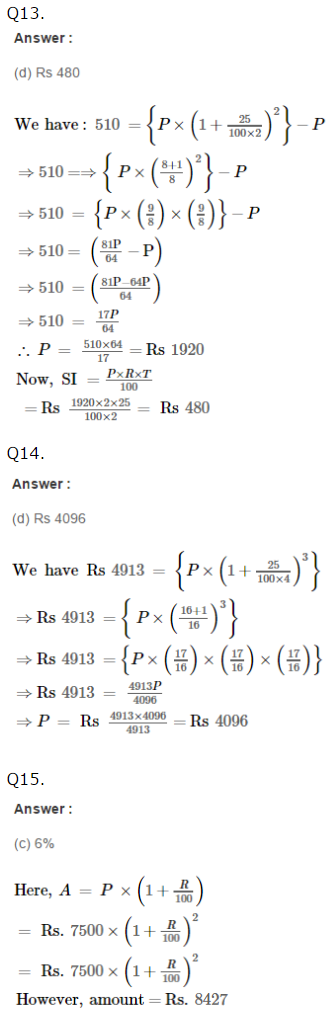 Q13.
Answer :
(d) Rs 480
We have : 510 = {P × (1 + 25/(100×2))^2} − P
⇒ 510 =⇒ { P × ((8+1)/8)^2} − P
⇒ 510 = {P × (9/8) × (9/8)} − P
⇒ 510 = (81P/64 − P)
⇒ 510 = ((81P−64P)/64)
⇒ 510 = 17P/64
∴ P = (510×64)/17 = Rs 1920
Now, SI = (P×R×T)/100
= Rs (1920×2×25)/(100×2) = Rs 480
Q14.
Answer :
(d) Rs 4096
We have Rs 4913 = {P × (1 + 25/(100×4))^3}
⇒ Rs 4913 = { P × ((16+1)/16)^3}
⇒ Rs 4913 = {P × (17/16) × (17/16) × (17/16)}
⇒ Rs 4913 = 4913P/4096
⇒ P = Rs (4913×4096)/4913 = Rs 4096
Q15.
Answer :
(c) 6%
Here, A = P × (1 + R/100)
= Rs. 7500 × (1 + R/100)^2
= Rs. 7500 × (1 + R/100)^2
However, amount = Rs. 8427